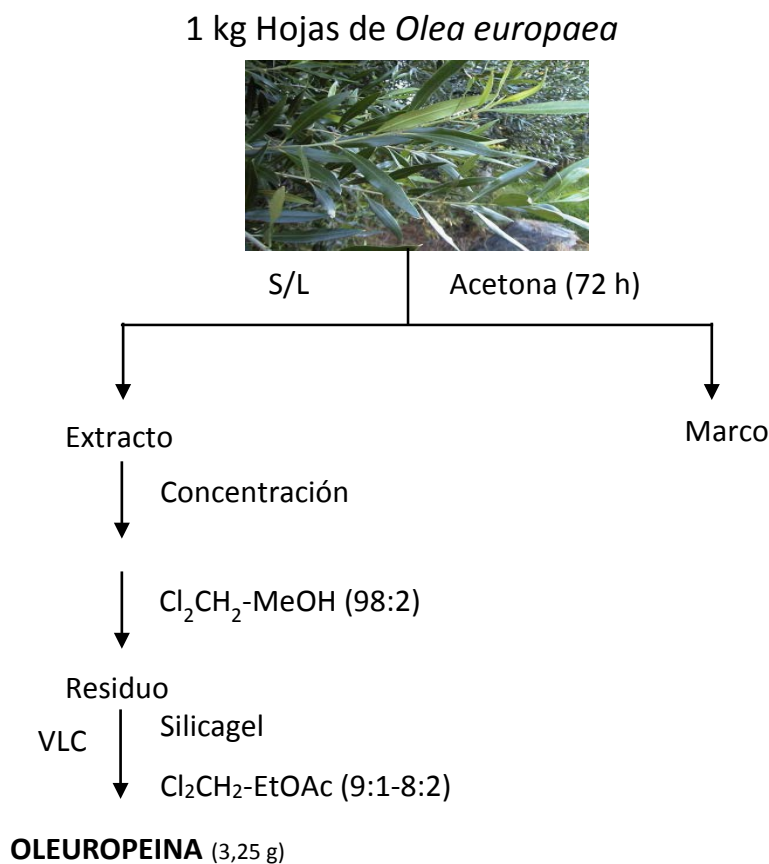 1 kg Hojas de Olea europaea
S/L
Acetona (72 h)
Extracto
Marco
Concentración
Cl₂CH₂-MeOH (98:2)
Residuo
VLC
Silicagel
Cl₂CH₂-EtOAc (9:1-8:2)
OLEUROPEINA (3,25 g)